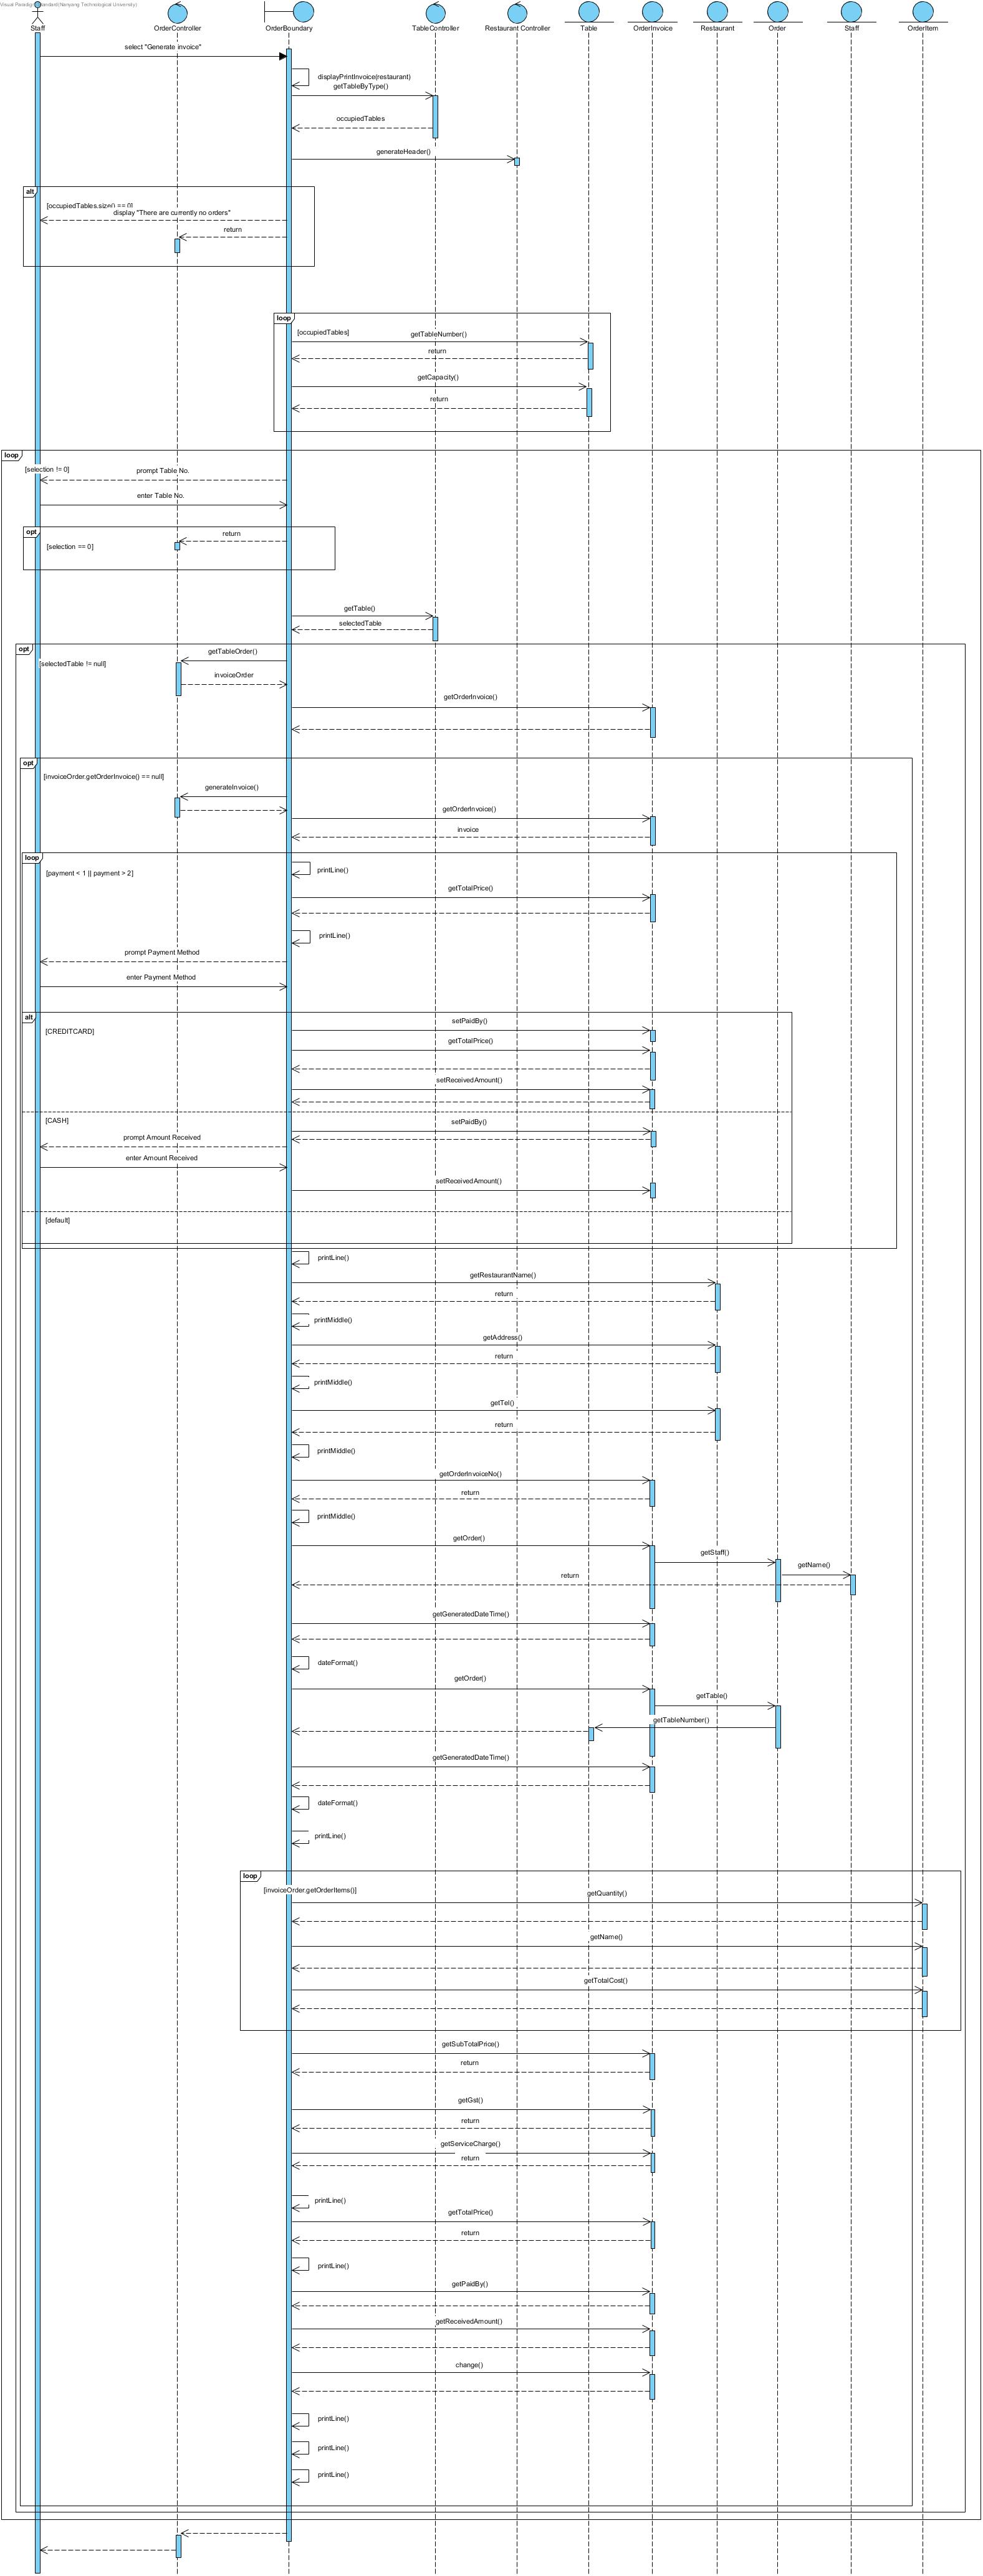 Visual Paradigm Standard(Nanyang Technological University)
Staff
OrderController
OrderBoundary
TableController
Restaurant Controller
Table
OrderInvoice
Restaurant
Order
Staff
OrderItem
select "Generate invoice"
displayPrintInvoice(restaurant)
getTableByType()
occupiedTables
generateHeader()
alt
[occupiedTables.size() == 0]
display "There are currently no orders"
return
loop
[occupiedTables]
getTableNumber()
return
getCapacity()
return
loop
[selection != 0]
prompt Table No.
enter Table No.
opt
return
[selection == 0]
getTable()
selectedTable
opt
getTableOrder()
[selectedTable != null]
invoiceOrder
getOrderInvoice()
opt
[invoiceOrder.getOrderInvoice() == null]
generateInvoice()
getOrderInvoice()
invoice
loop
[payment < 1 || payment > 2]
printLine()
getTotalPrice()
printLine()
prompt Payment Method
enter Payment Method
alt
[CREDITCARD]
setPaidBy()
getTotalPrice()
setReceivedAmount()
[CASH]
setPaidBy()
prompt Amount Received
enter Amount Received
setReceivedAmount()
[default]
printLine()
getRestaurantName()
return
printMiddle()
getAddress()
return
printMiddle()
getTel()
return
printMiddle()
getOrderInvoiceNo()
return
printMiddle()
getOrder()
getStaff()
getName()
return
getGeneratedDateTime()
dateFormat()
getOrder()
getTable()
getTableNumber()
getGeneratedDateTime()
dateFormat()
printLine()
loop
[invoiceOrder.getOrderItems()]
getQuantity()
getName()
getTotalCost()
getSubTotalPrice()
return
getGst()
return
getServiceCharge()
return
printLine()
getTotalPrice()
return
printLine()
getPaidBy()
getReceivedAmount()
change()
printLine()
printLine()
printLine()